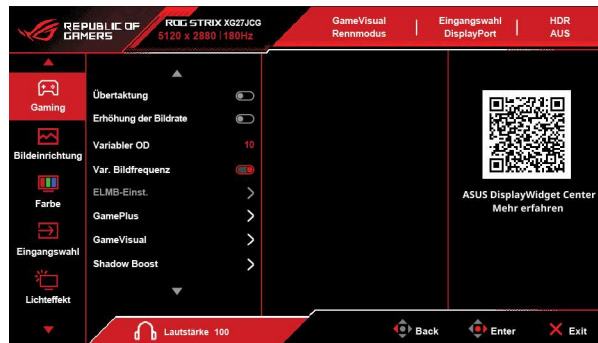 REPUBLIC OF
GAMERS
ROG STRIX XG27JCG
5120 x 2880 | 180Hz
GameVisual
Rennmodus
Eingangswahl
DisplayPort
HDR
AUS
Gaming
Bildeinrichtung
Farbe
Eingangswahl
Lichteffekt
Übertaktung
Erhöhung der Bildrate
Variabler OD 10
Var. Bildfrequenz
ELMB-Einst.
GamePlus
GameVisual
Shadow Boost
ASUS DisplayWidget Center
Mehr erfahren
Lautstärke 100
Back
Enter
Exit